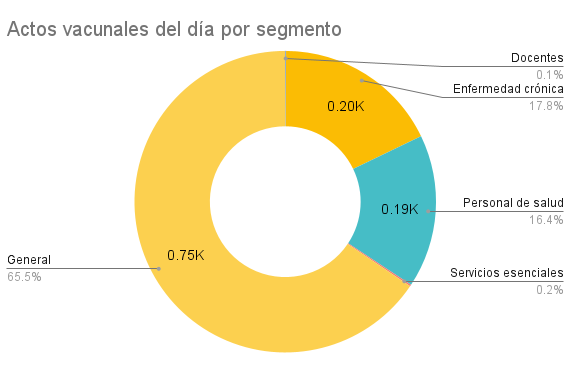 Actos vacunales del día por segmento
Docentes
0.1%
Enfermedad crónica
17.8%
0.20K
Personal de salud
16.4%
0.19K
General
65.5%
0.75K
Servicios esenciales
0.2%